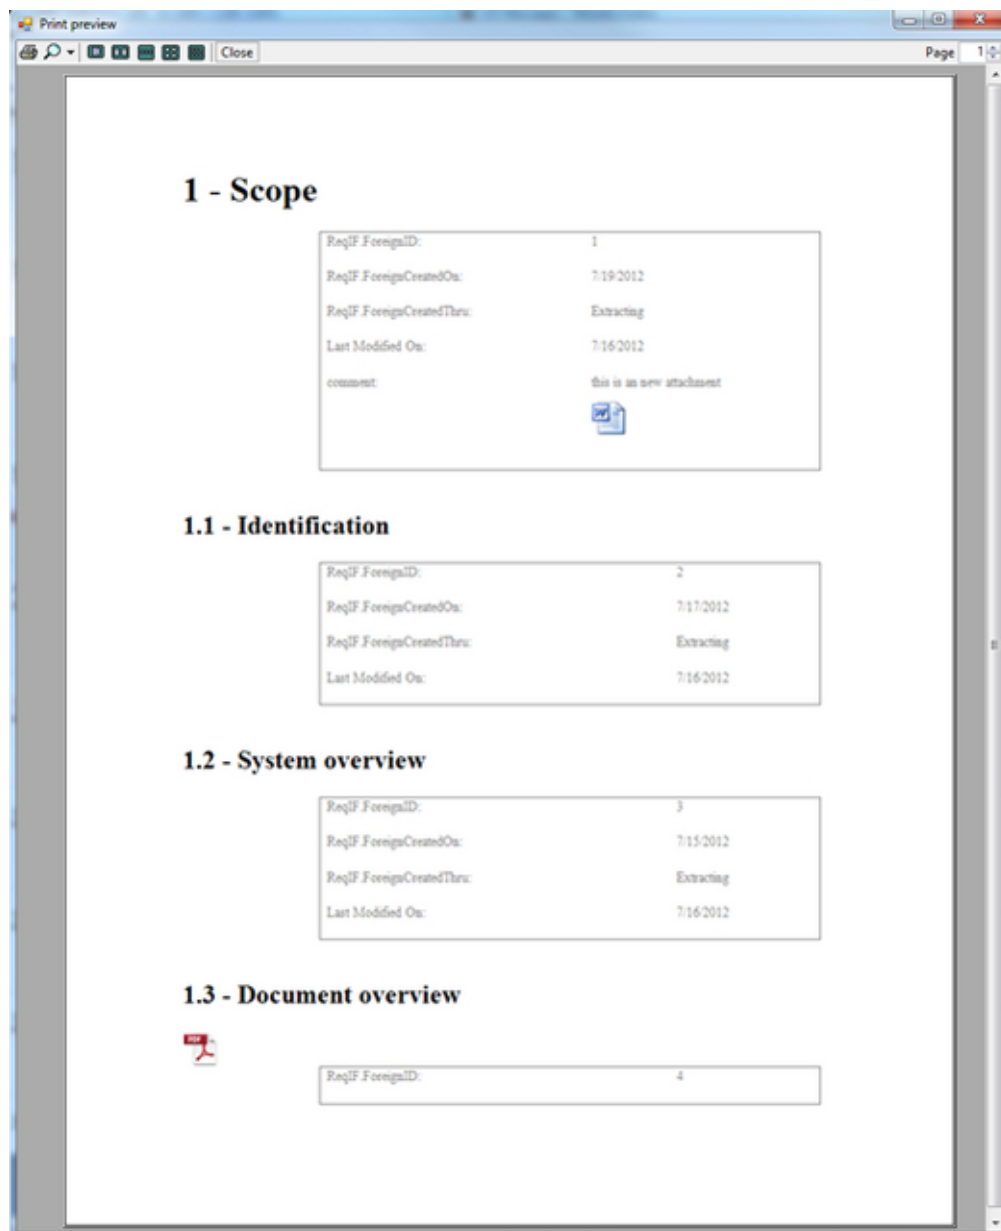 Print preview
Close
Page 1
1 - Scope
ReqIF.ForeignID: 1
ReqIF.ForeignCreatedOn: 7/19/2012
ReqIF.ForeignCreatedThru: Extracting
Last Modified On: 7/16/2012
comment: this is an new attachment
1.1 - Identification
ReqIF.ForeignID: 2
ReqIF.ForeignCreatedOn: 7/17/2012
ReqIF.ForeignCreatedThru: Extracting
Last Modified On: 7/16/2012
1.2 - System overview
ReqIF.ForeignID: 3
ReqIF.ForeignCreatedOn: 7/15/2012
ReqIF.ForeignCreatedThru: Extracting
Last Modified On: 7/16/2012
1.3 - Document overview
PDF
ReqIF.ForeignID: 4